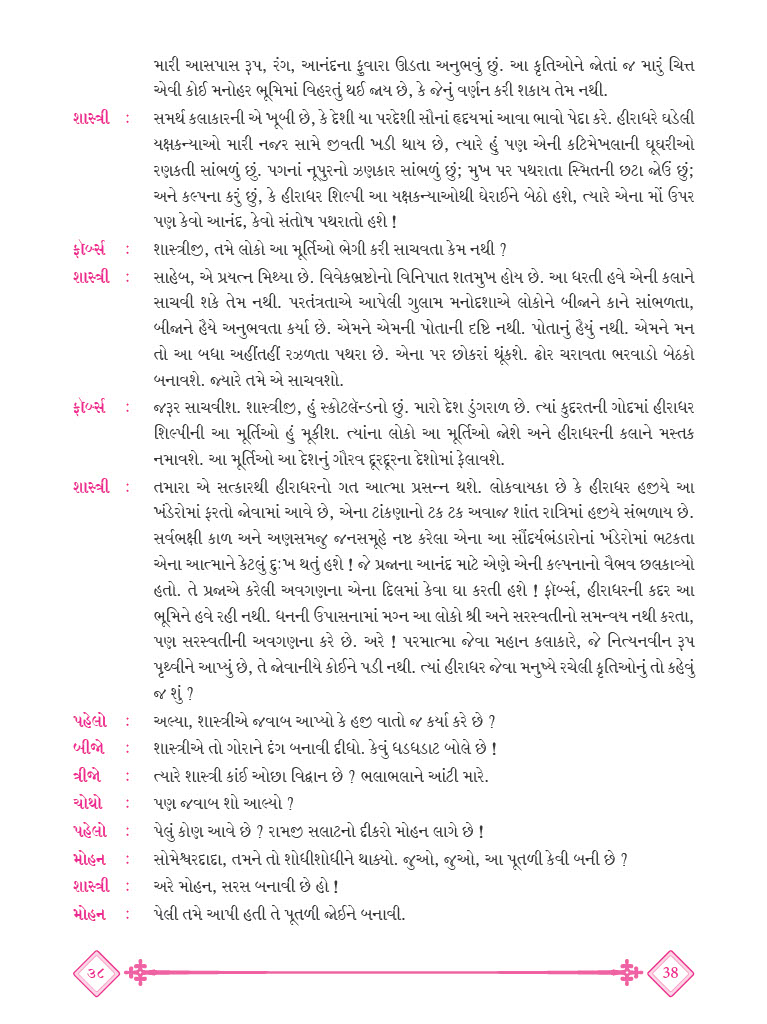 મારી આસપાસ રૂપ, રંગ, આનંદના ફુવારા ઊડતા અનુભવું છું. આ કૃતિઓને જોતાં જ મારું ચિત્ત
એવી કોઈ મનોહર ભૂમિમાં વિહરતું થઈ જાય છે, કે જેનું વર્ણન કરી શકાય તેમ નથી.
શાસ્ત્રી : સમર્થ કલાકારની એ ખૂબી છે, કે દેશી યા પરદેશી સૌનાં હૃદયમાં આવા ભાવો પેદા કરે. હીરાધરે ઘડેલી
યક્ષકન્યાઓ મારી નજર સામે જીવતી ખડી થાય છે, ત્યારે હું પણ એની કટિમેખલાની ઘૂઘરીઓ
રણકતી સાંભળું છું. પગનાં નૂપુરનો ઝણકાર સાંભળું છું; મુખ પર પથરાતા સ્મિતની છટા જોઉં છું;
અને કલ્પના કરું છું, કે હીરાધર શિલ્પી આ યક્ષકન્યાઓથી ઘેરાઈને બેઠો હશે, ત્યારે એના મોં ઉપર
પણ કેવો આનંદ, કેવો સંતોષ પથરાતો હશે !
ફૉર્બ્સ : શાસ્ત્રીજી, તમે લોકો આ મૂર્તિઓ ભેગી કરી સાચવતા કેમ નથી ?
શાસ્ત્રી : સાહેબ, એ પ્રયત્ન મિથ્યા છે. વિવેકભ્રષ્ટોનો વિનિપાત શતમુખ હોય છે. આ ધરતી હવે એની કલાને
સાચવી શકે તેમ નથી. પરતંત્રતાએ આપેલી ગુલામ મનોદશાએ લોકોને બીજાને કાને સાંભળતા,
બીજાને હૈયે અનુભવતા કર્યા છે. એમને એમની પોતાની દૃષ્ટિ નથી. પોતાનું હૈયું નથી. એમને મન
તો આ બધા અહીંતહીં રઝળતા પથરા છે. એના પર છોકરાં થૂંકશે. ઢોર ચરાવતા ભરવાડો બેઠકો
બનાવશે. જ્યારે તમે એ સાચવશો.
ફૉર્બ્સ : જરૂર સાચવીશ. શાસ્ત્રીજી, હું સ્કોટલૅન્ડનો છું. મારો દેશ ડુંગરાળ છે. ત્યાં કુદરતની ગોદમાં હીરાધર
શિલ્પીની આ મૂર્તિઓ હું મૂકીશ. ત્યાંના લોકો આ મૂર્તિઓ જોશે અને હીરાધરની કલાને મસ્તક
નમાવશે. આ મૂર્તિઓ આ દેશનું ગૌરવ દૂરદૂરના દેશોમાં ફેલાવશે.
શાસ્ત્રી : તમારા એ સત્કારથી હીરાધરનો ગત આત્મા પ્રસન્ન થશે. લોકવાયકા છે કે હીરાધર હજીયે આ
ખંડેરોમાં ફરતો જોવામાં આવે છે, એના ટાંકણાનો ટક ટક અવાજ શાંત રાત્રિમાં હજીયે સંભળાય છે.
સર્વભક્ષી કાળ અને અણસમજુ જનસમૂહે નષ્ટ કરેલા એના આ સૌંદર્યભંડારોનાં ખંડેરોમાં ભટકતા
એના આત્માને કેટલું દુઃખ થતું હશે ! જે પ્રજાના આનંદ માટે એણે એની કલ્પનાનો વૈભવ છલકાવ્યો
હતો. તે પ્રજાએ કરેલી અવગણના એના દિલમાં કેવા ઘા કરતી હશે ! ફૉર્બ્સ, હીરાધરની કદર આ
ભૂમિને હવે રહી નથી. ધનની ઉપાસનામાં મગ્ન આ લોકો શ્રી અને સરસ્વતીનો સમન્વય નથી કરતા,
પણ સરસ્વતીની અવગણના કરે છે. અરે ! પરમાત્મા જેવા મહાન કલાકારે, જે નિત્યનવીન રૂપ
પૃથ્વીને આપ્યું છે, તે જોવાનીયે કોઈને પડી નથી. ત્યાં હીરાધર જેવા મનુષ્યે રચેલી કૃતિઓનું તો કહેવું
જ શું ?
પહેલો : અલ્યા, શાસ્ત્રીએ જવાબ આપ્યો કે હજી વાતો જ કર્યા કરે છે ?
બીજો : શાસ્ત્રીએ તો ગોરાને દંગ બનાવી દીધો. કેવું ધડધડાટ બોલે છે !
ત્રીજો : ત્યારે શાસ્ત્રી કાંઈ ઓછા વિદ્વાન છે ? ભલાભલાને આંટી મારે.
ચોથો : પણ જવાબ શો આલ્યો ?
પહેલો : પેલું કોણ આવે છે ? રામજી સલાટનો દીકરો મોહન લાગે છે !
મોહન : સોમેશ્વરદાદા, તમને તો શોધીશોધીને થાક્યો. જુઓ, જુઓ, આ પૂતળી કેવી બની છે ?
શાસ્ત્રી : અરે મોહન, સરસ બનાવી છે હો !
મોહન : પેલી તમે આપી હતી તે પૂતળી જોઈને બનાવી.
૩૮ 38